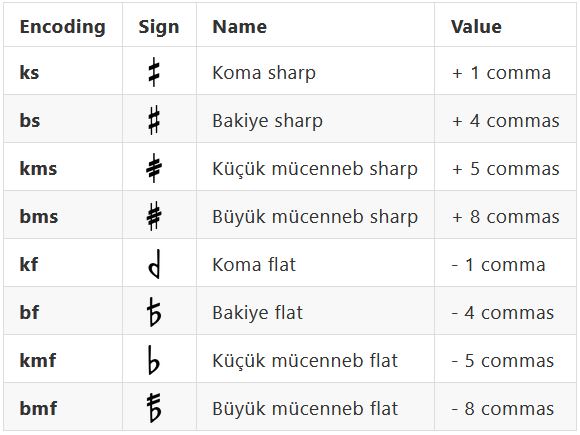 Encoding Sign Name Value
ks Koma sharp + 1 comma
bs Bakiye sharp + 4 commas
kms Küçük mücenneb sharp + 5 commas
bms Büyük mücenneb sharp + 8 commas
kf Koma flat - 1 comma
bf Bakiye flat - 4 commas
kmf Küçük mücenneb flat - 5 commas
bmf Büyük mücenneb flat - 8 commas